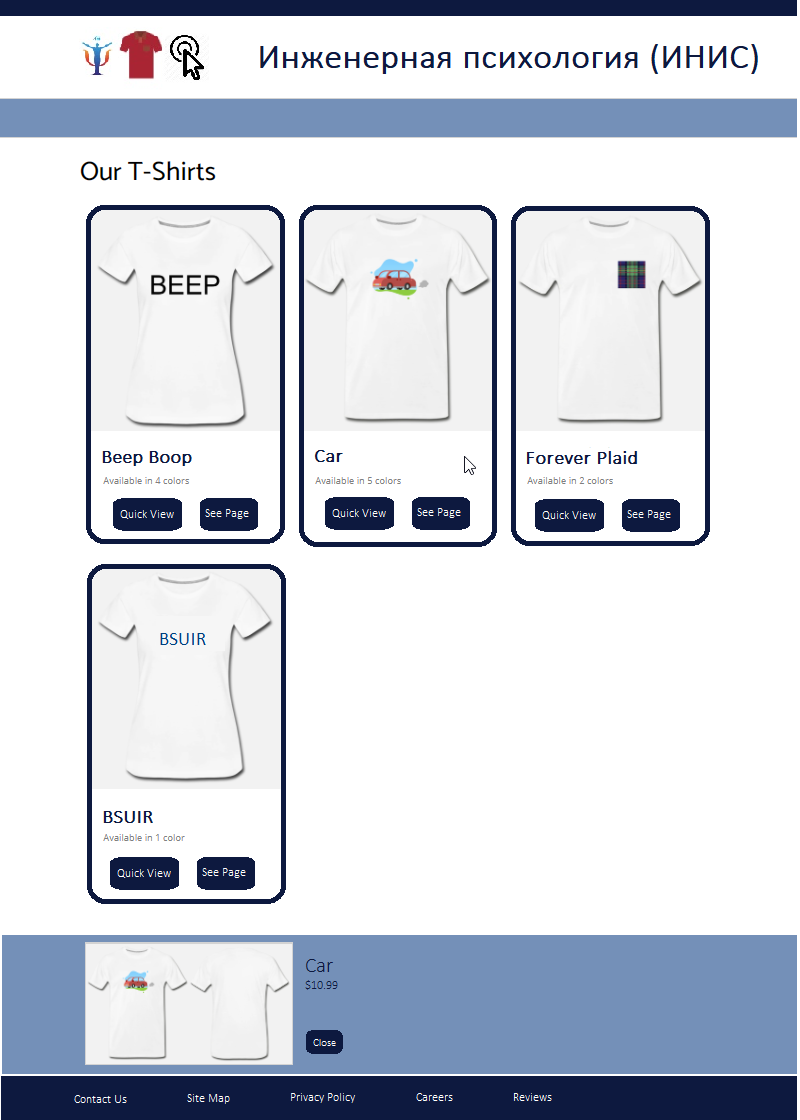 Инженерная психология (ИНИС)
Our T-Shirts
BEEP
Beep Boop
Available in 4 colors
Quick View
See Page
Car
Available in 5 colors
Quick View
See Page
Forever Plaid
Available in 2 colors
Quick View
See Page
BSUIR
BSUIR
Available in 1 color
Quick View
See Page
Car
$10.99
Close
Contact Us
Site Map
Privacy Policy
Careers
Reviews